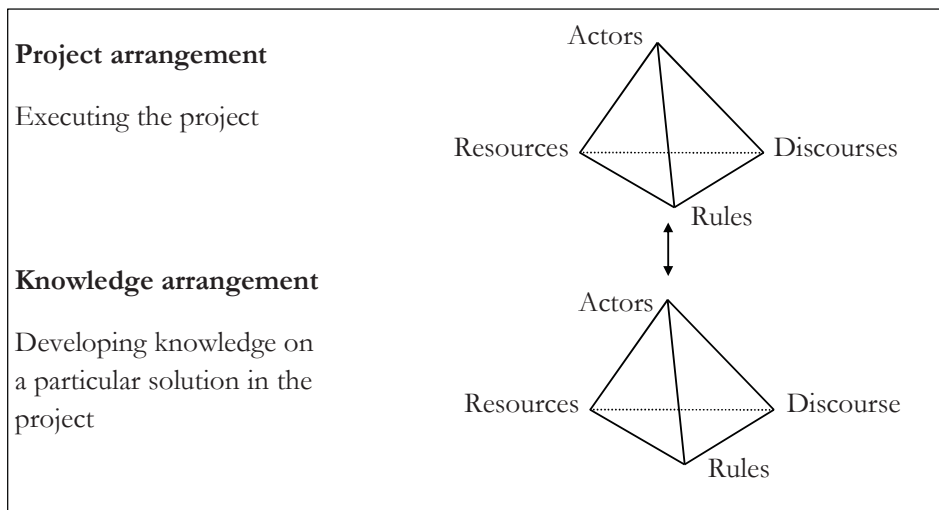 Project arrangement
Executing the project
Actors
Resources
Discourses
Rules
Knowledge arrangement
Developing knowledge on
a particular solution in the
project
Actors
Resources
Discourse
Rules